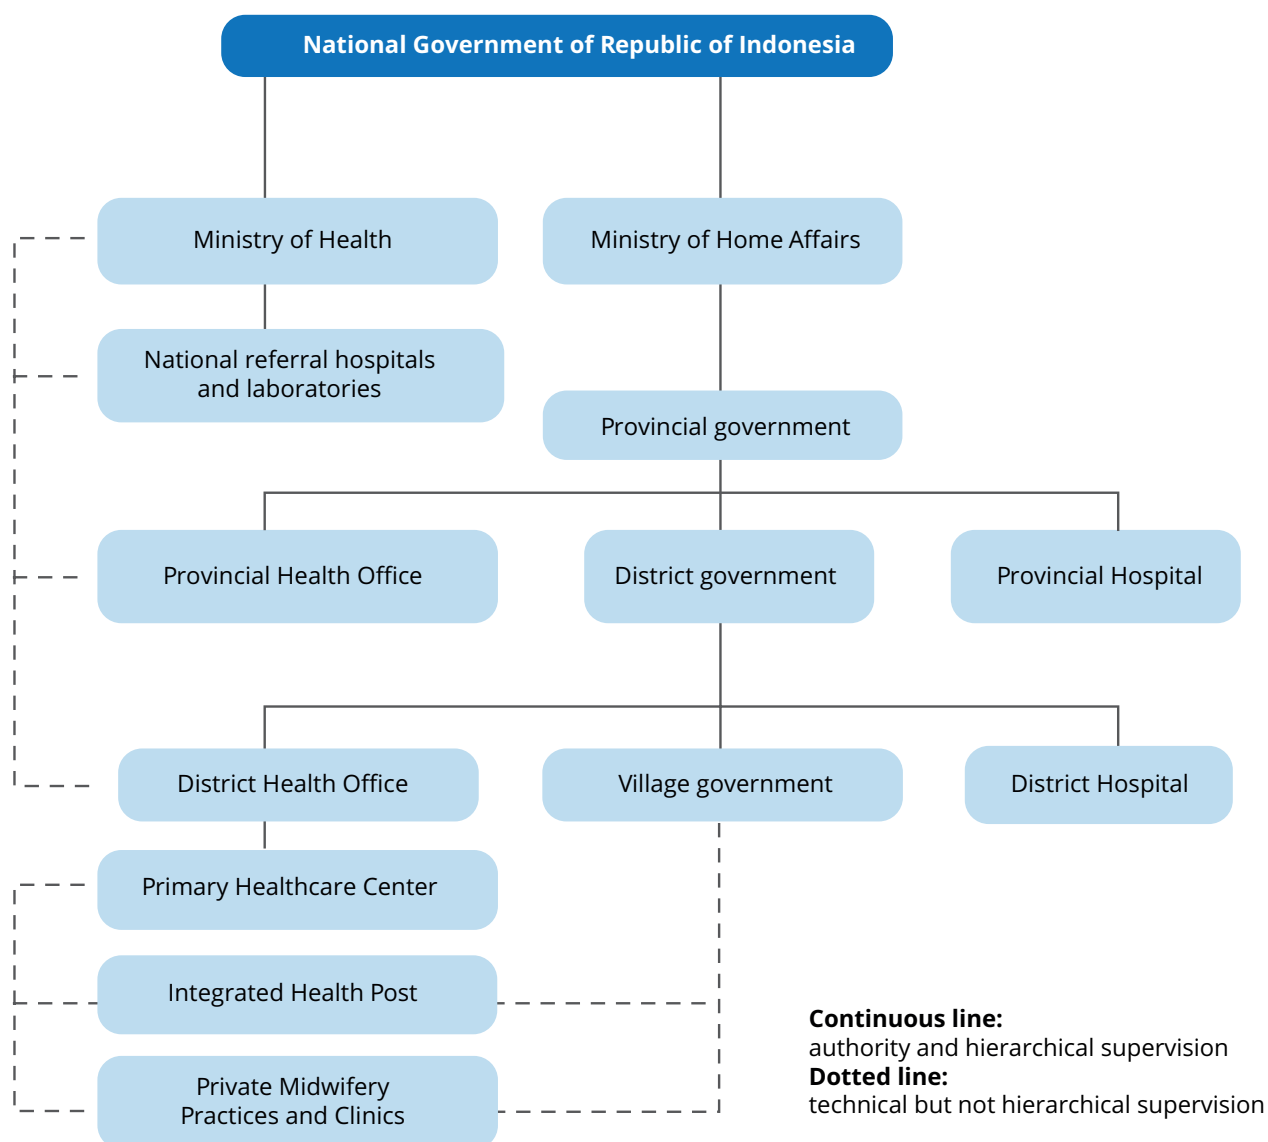 National Government of Republic of Indonesia
Ministry of Health
Ministry of Home Affairs
National referral hospitals
and laboratories
Provincial government
Provincial Health Office
District government
Provincial Hospital
District Health Office
Village government
District Hospital
Primary Healthcare Center
Integrated Health Post
Private Midwifery
Practices and Clinics
Continuous line:
authority and hierarchical supervision
Dotted line:
technical but not hierarchical supervision